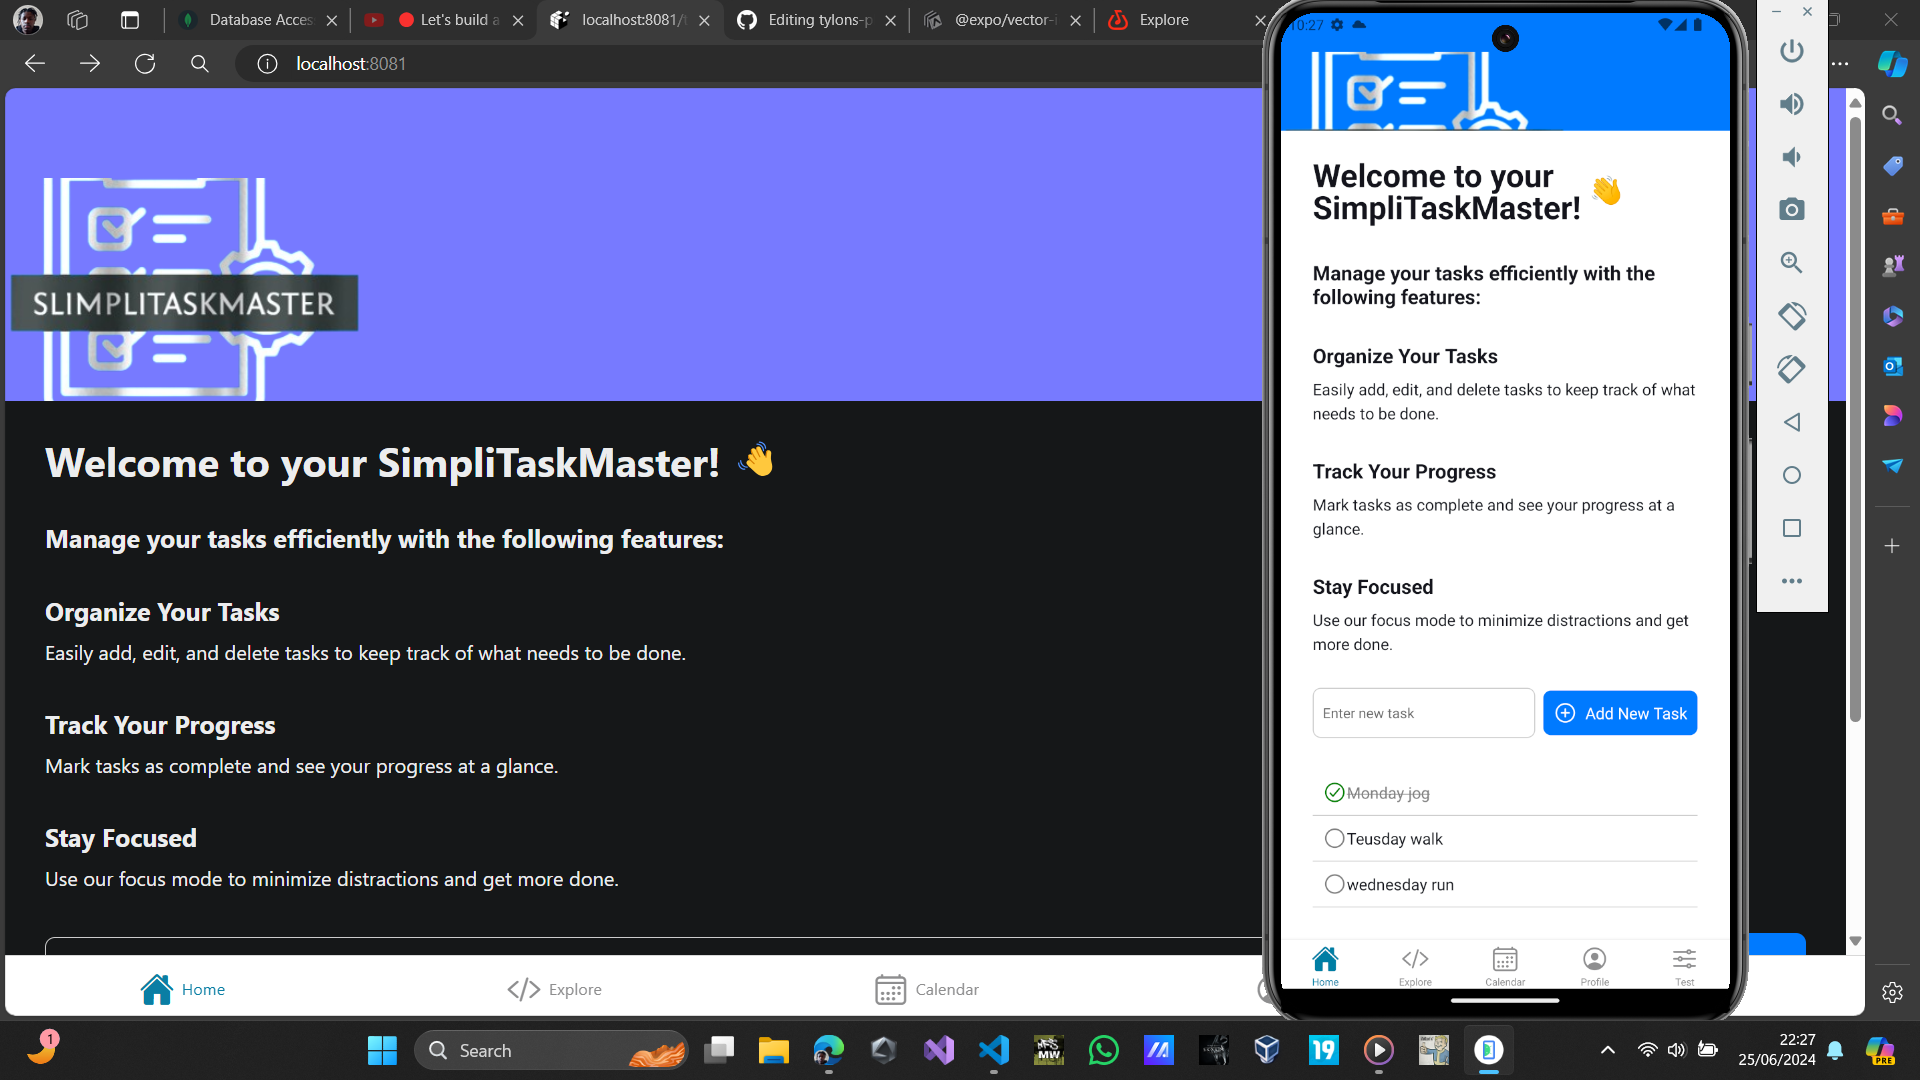 Database Acces
Let's build a
localhost:8081/t
Editing tylons-p
@expo/vector-i
Explore
localhost:8081
SLIMPLITASKMASTER
Welcome to your SimpliTaskMaster! 👋
Manage your tasks efficiently with the following features:
Organize Your Tasks
Easily add, edit, and delete tasks to keep track of what needs to be done.
Track Your Progress
Mark tasks as complete and see your progress at a glance.
Stay Focused
Use our focus mode to minimize distractions and get more done.
Home
Explore
Calendar
10:27
Welcome to your
SimpliTaskMaster! 👋
Manage your tasks efficiently with the
following features:
Organize Your Tasks
Easily add, edit, and delete tasks to keep track of what
needs to be done.
Track Your Progress
Mark tasks as complete and see your progress at a
glance.
Stay Focused
Use our focus mode to minimize distractions and get
more done.
Enter new task
Add New Task
Monday jog
Teusday walk
wednesday run
Home
Explore
Calendar
Profile
Test
1
Search
MW
19
22:27
25/06/2024
PRE